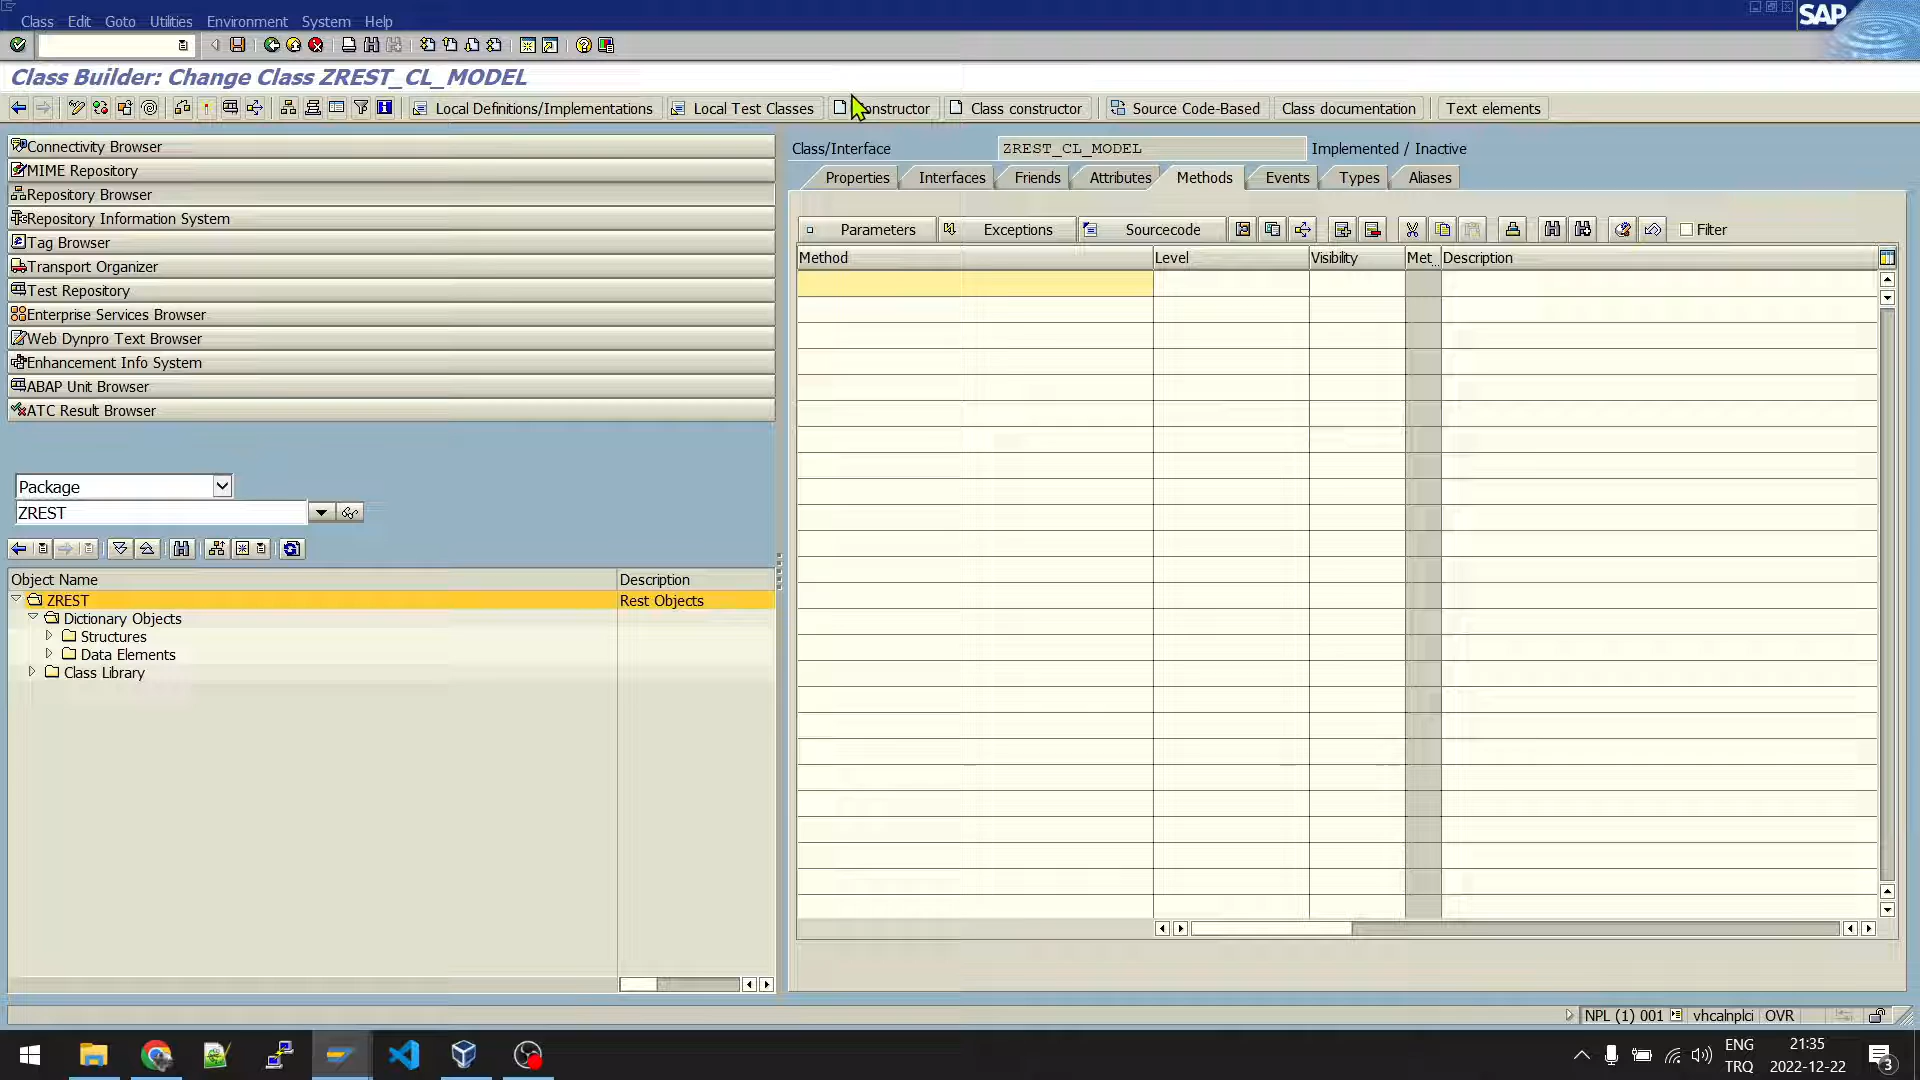 Class Edit Goto Utilities Environment System Help
SAP
Class Builder: Change Class ZREST_CL_MODEL
Local Definitions/Implementations Local Test Classes onstructor Class constructor Source Code-Based Class documentation Text elements
Connectivity Browser
MIME Repository
Repository Browser
Repository Information System
Tag Browser
Transport Organizer
Test Repository
Enterprise Services Browser
Web Dynpro Text Browser
Enhancement Info System
ABAP Unit Browser
ATC Result Browser
Package
ZREST
Object Name Description
ZREST Rest Objects
Dictionary Objects
Structures
Data Elements
Class Library
Class/Interface ZREST_CL_MODEL Implemented / Inactive
Properties Interfaces Friends Attributes Methods Events Types Aliases
Parameters Exceptions Sourcecode Filter
Method Level Visibility Met... Description
NPL (1) 001 vhcalnplci OVR
ENG 21:35
TRQ 2022-12-22
3